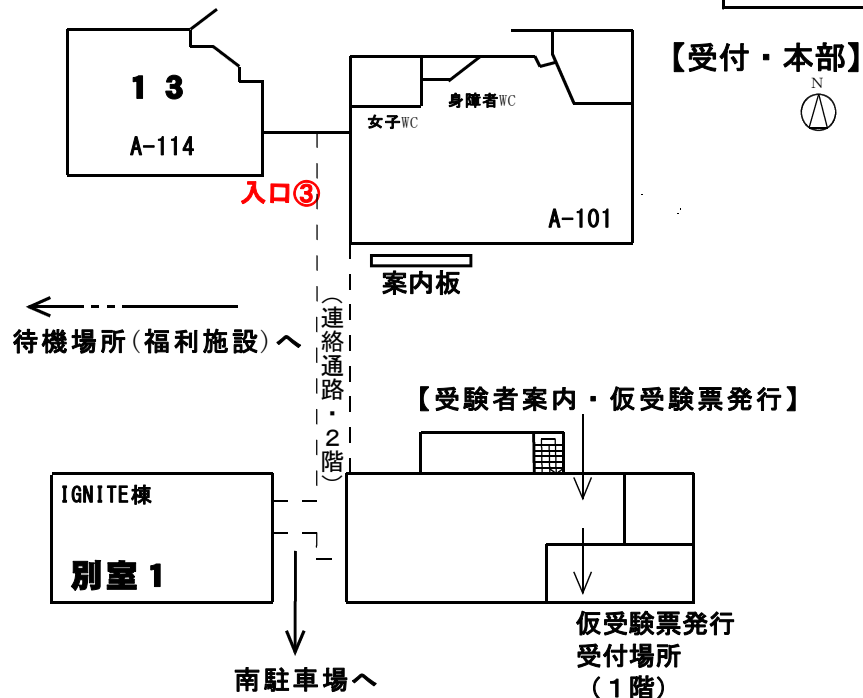 【受付・本部】
N
13
A-114
女子WC
身障者WC
入口③
A-101
案内板
待機場所(福利施設)へ
(連絡通路・2階)
【受験者案内・仮受験票発行】
IGNITE棟
別室1
南駐車場へ
仮受験票発行
受付場所
(1階)